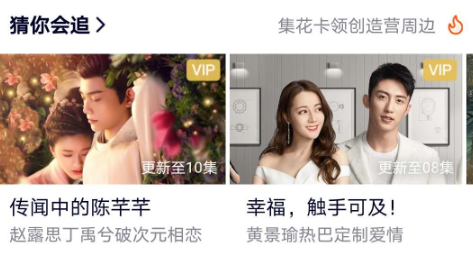 猜你会追
集花卡领创造营周边
VIP
更新至10集
VIP
更新至08集
传闻中的陈芊芊
赵露思丁禹兮破次元相恋
幸福，触手可及！
黄景瑜热巴定制爱情